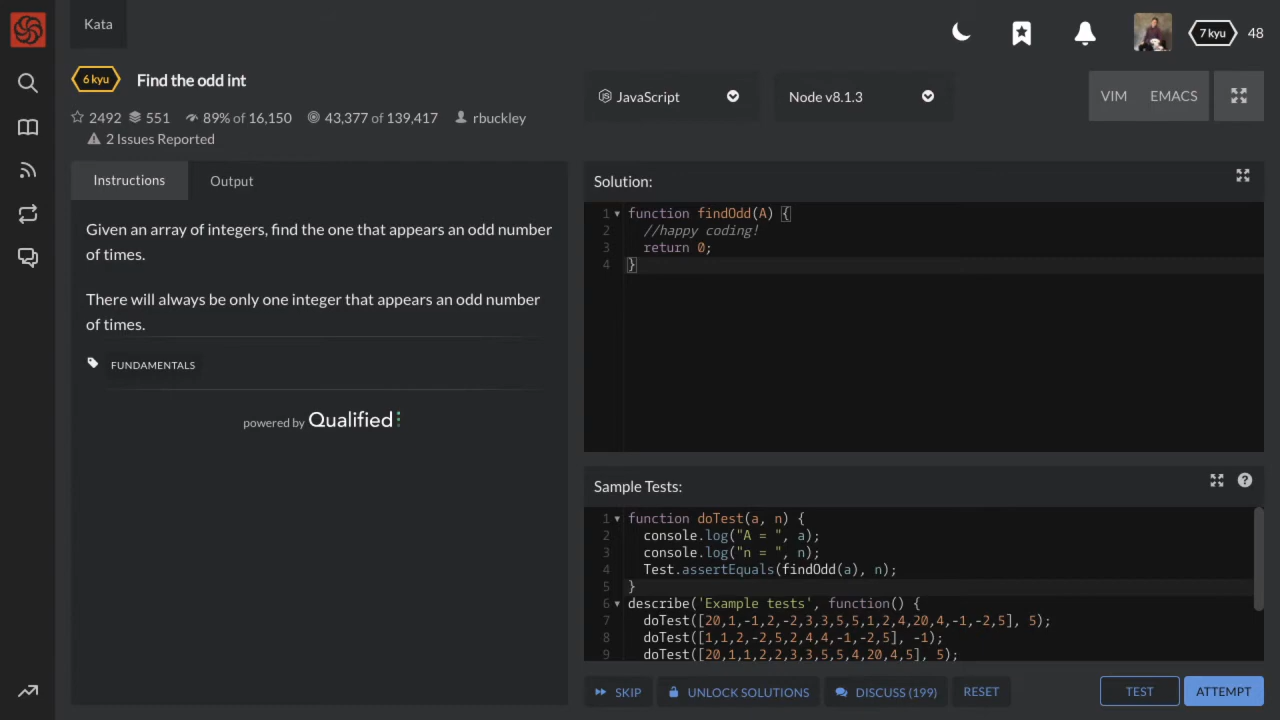 Kata
7 kyu 48
6 kyu Find the odd int
2492 551 89% of 16,150 43,377 of 139,417 rbuckley
2 Issues Reported
JavaScript
Node v8.1.3
VIM EMACS
Instructions Output
Given an array of integers, find the one that appears an odd number
of times.
There will always be only one integer that appears an odd number
of times.
FUNDAMENTALS
powered by Qualified
Solution:
1 function findOdd(A) {
2 //happy coding!
3 return 0;
4 }
Sample Tests:
1 function doTest(a, n) {
2 console.log("A = ", a);
3 console.log("n = ", n);
4 Test.assertEquals(findOdd(a), n);
5 }
6 describe('Example tests', function() {
7 doTest([20,1,-1,2,-2,3,3,5,5,1,2,4,20,4,-1,-2,5], 5);
8 doTest([1,1,2,-2,5,2,4,4,-1,-2,5], -1);
9 doTest([20,1,1,2,2,3,3,5,5,4,20,4,5], 5);
SKIP UNLOCK SOLUTIONS DISCUSS (199) RESET TEST ATTEMPT